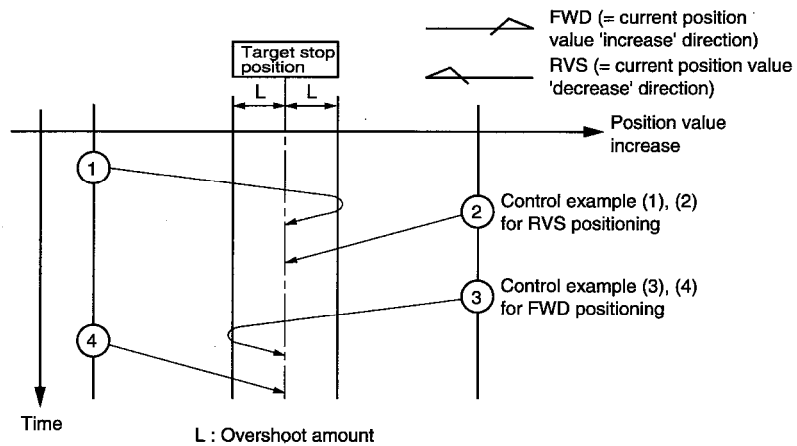 FWD (= current position
value 'increase' direction)
RVS (= current position value
'decrease' direction)
Target stop
position
L
L
Position value
increase
1
2
Control example (1), (2)
for RVS positioning
3
Control example (3), (4)
for FWD positioning
4
Time
L : Overshoot amount